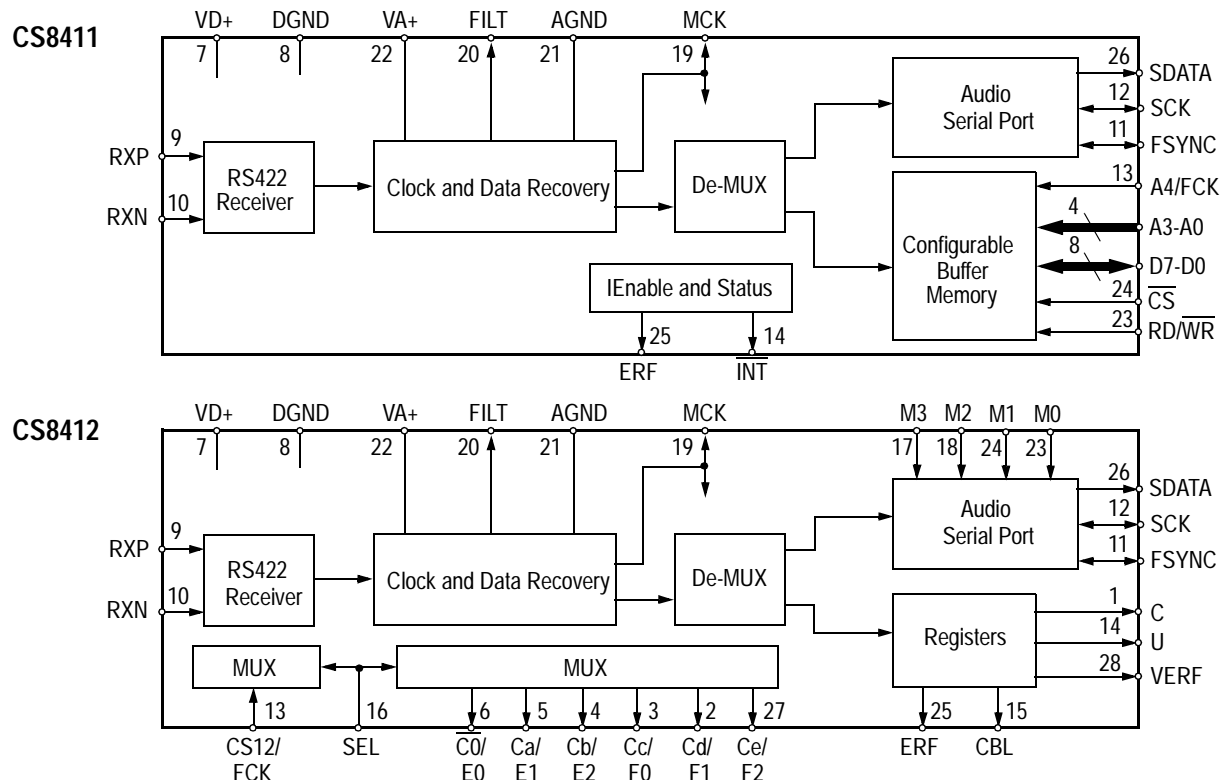 CS8411
VD+ DGND VA+ FILT AGND MCK
7 8 22 20 21 19
RXP 9
RXN 10
RS422
Receiver
Clock and Data Recovery
De-MUX
Audio
Serial Port
26 SDATA
12 SCK
11 FSYNC
Configurable
Buffer
Memory
13 A4/FCK
4 A3-A0
8 D7-D0
24 C̅S̅
23 RD/W̅R̅
IEnable and Status
25 14
ERF I̅N̅T̅
CS8412
VD+ DGND VA+ FILT AGND MCK M3 M2 M1 M0
7 8 22 20 21 19 17 18 24 23
RXP 9
RXN 10
RS422
Receiver
Clock and Data Recovery
De-MUX
Audio
Serial Port
26 SDATA
12 SCK
11 FSYNC
Registers
1 C
14 U
28 VERF
MUX MUX
13 16 6 5 4 3 2 27 25 15
CS12/ SEL C̅0̅/ Ca/ Cb/ Cc/ Cd/ Ce/ ERF CBL
FCK E0 E1 E2 F0 F1 F2